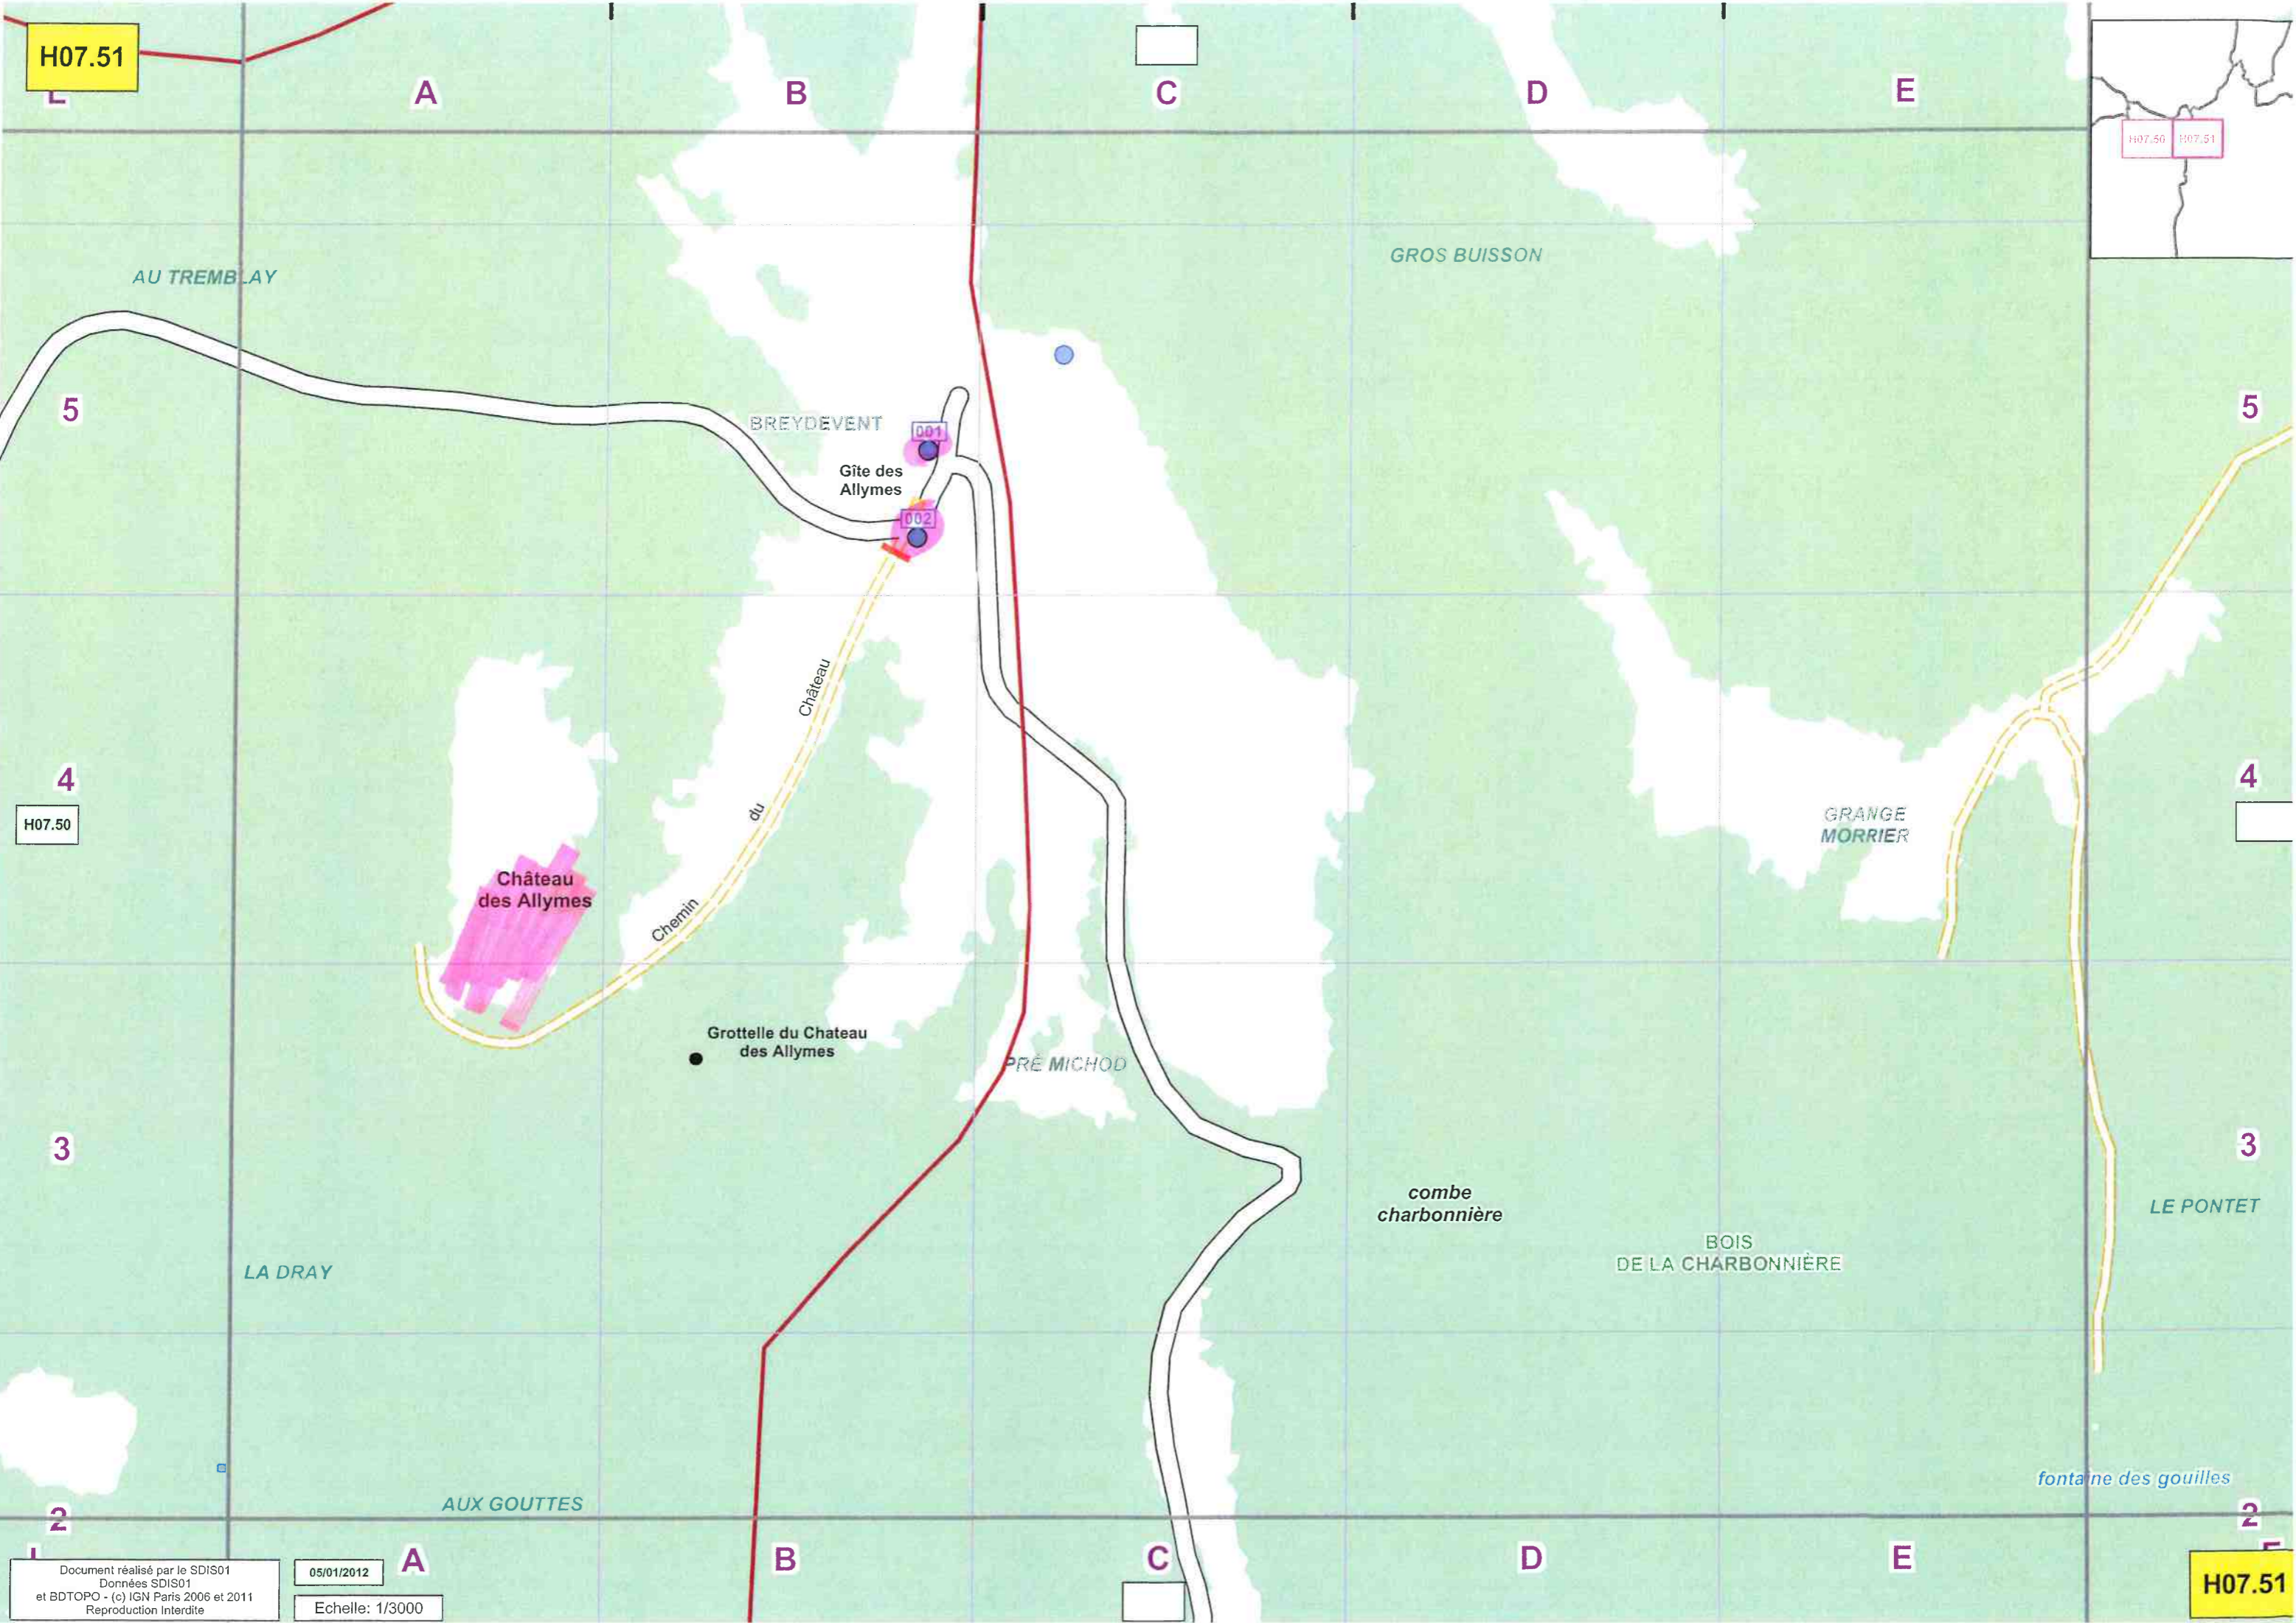 H07.51
A
B
C
D
E
H07.50
H07.51
AU TREMBLAY
GROS BUISSON
5
5
BREYDEVENT
001
Gîte des
Allymes
002
Château
du
Chemin
4
4
H07.50
GRANGE
MORRIER
Château
des Allymes
Grottelle du Chateau
des Allymes
PRÉ MICHOD
3
3
combe
charbonnière
LE PONTET
BOIS
DE LA CHARBONNIÈRE
LA DRAY
fontaine des gouilles
AUX GOUTTES
2
2
A
B
C
D
E
Document réalisé par le SDIS01
Données SDIS01
et BDTOPO - (c) IGN Paris 2006 et 2011
Reproduction Interdite
05/01/2012
Echelle: 1/3000
H07.51